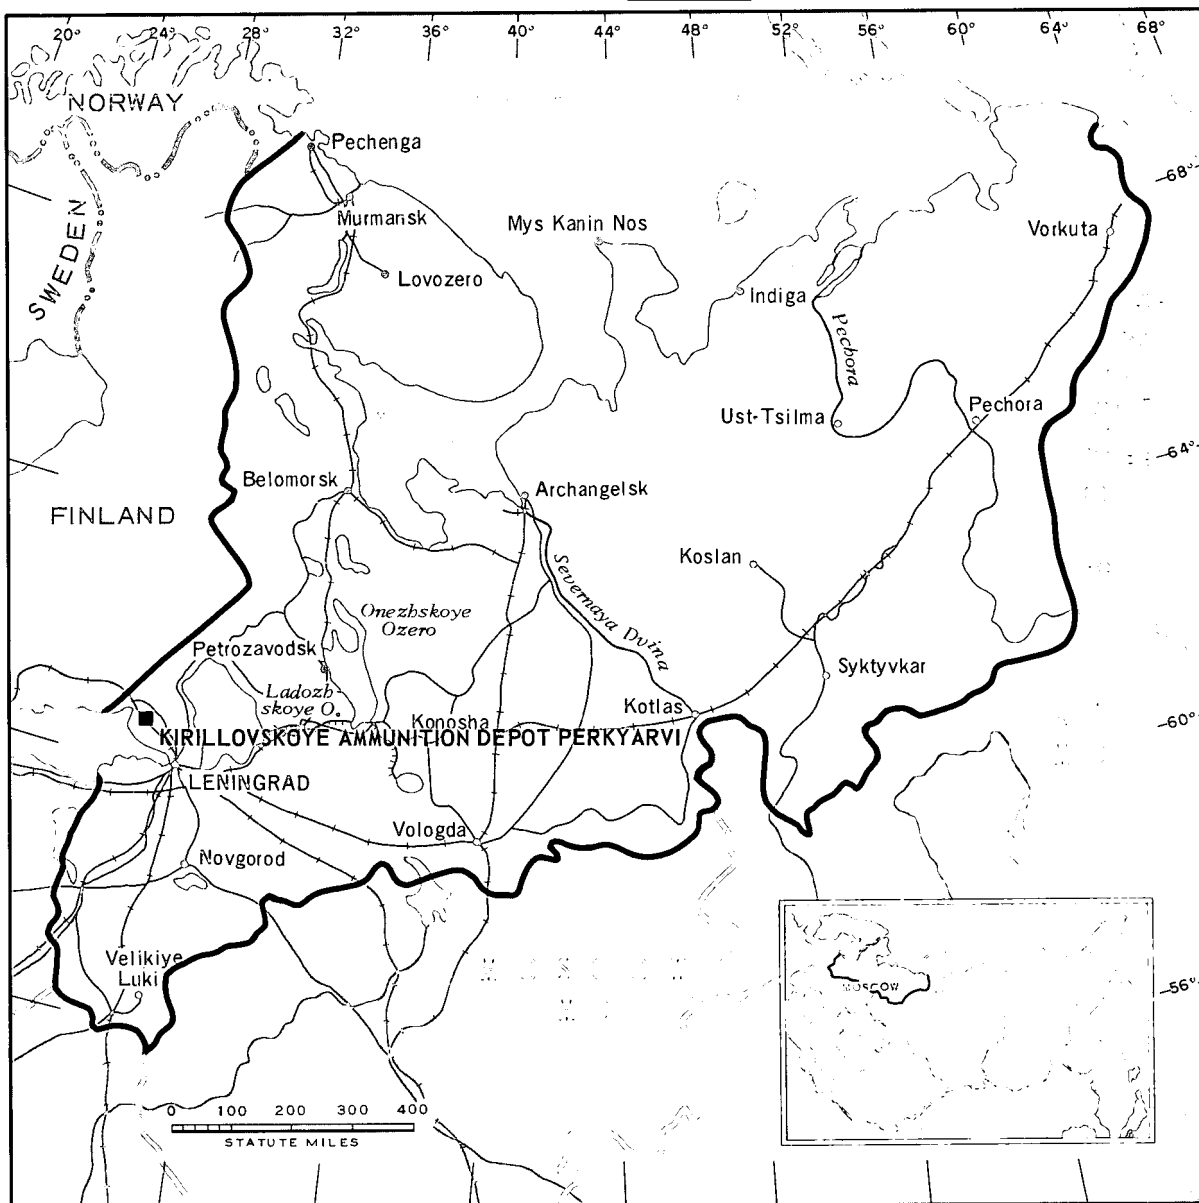 20° 24° 28° 32° 36° 40° 44° 48° 52° 56° 60° 64° 68°
NORWAY
Pechenga
68°
SWEDEN
Murmansk
Mys Kanin Nos
Vorkuta
Lovozero
Indiga
Pechora
Ust-Tsilma
Pechora
64°
Belomorsk
Archangelsk
FINLAND
Koslan
Severnaya Dvina
Onezhskoye
Ozero
Petrozavodsk
Syktyvkar
Ladozh-
skoye O.
Kotlas
Konosha
60°
KIRILLOVSKOYE AMMUNITION DEPOT PERKYARVI
LENINGRAD
Vologda
Novgorod
Velikiye
Luki
MOSCOW
56°
0 100 200 300 400
STATUTE MILES